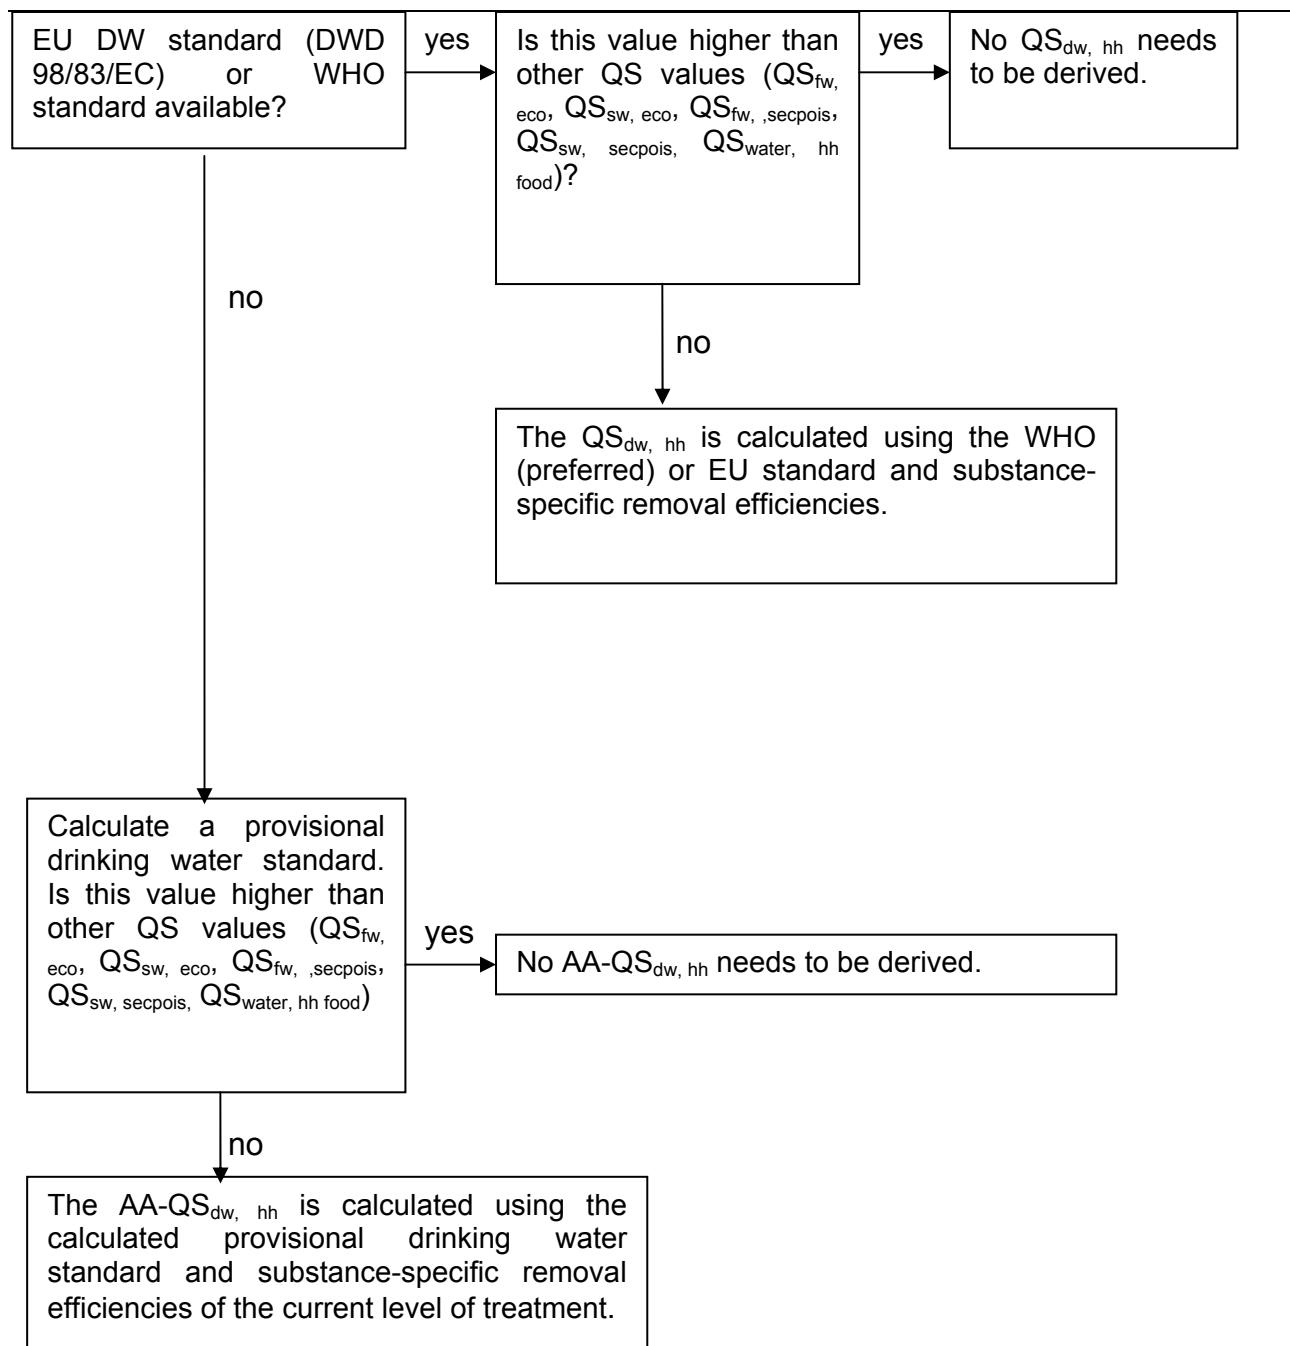 EU DW standard (DWD
98/83/EC) or WHO
standard available?
yes
Is this value higher than
other QS values (QSfw,
eco, QSsw, eco, QSfw, ,secpois,
QSsw, secpois, QSwater, hh
food)?
yes
No QSdw, hh needs
to be derived.
no
no
The QSdw, hh is calculated using the WHO
(preferred) or EU standard and substance-
specific removal efficiencies.
Calculate a provisional
drinking water standard.
Is this value higher than
other QS values (QSfw,
eco, QSsw, eco, QSfw, ,secpois,
QSsw, secpois, QSwater, hh food)
yes
No AA-QSdw, hh needs to be derived.
no
The AA-QSdw, hh is calculated using the
calculated provisional drinking water
standard and substance-specific removal
efficiencies of the current level of treatment.